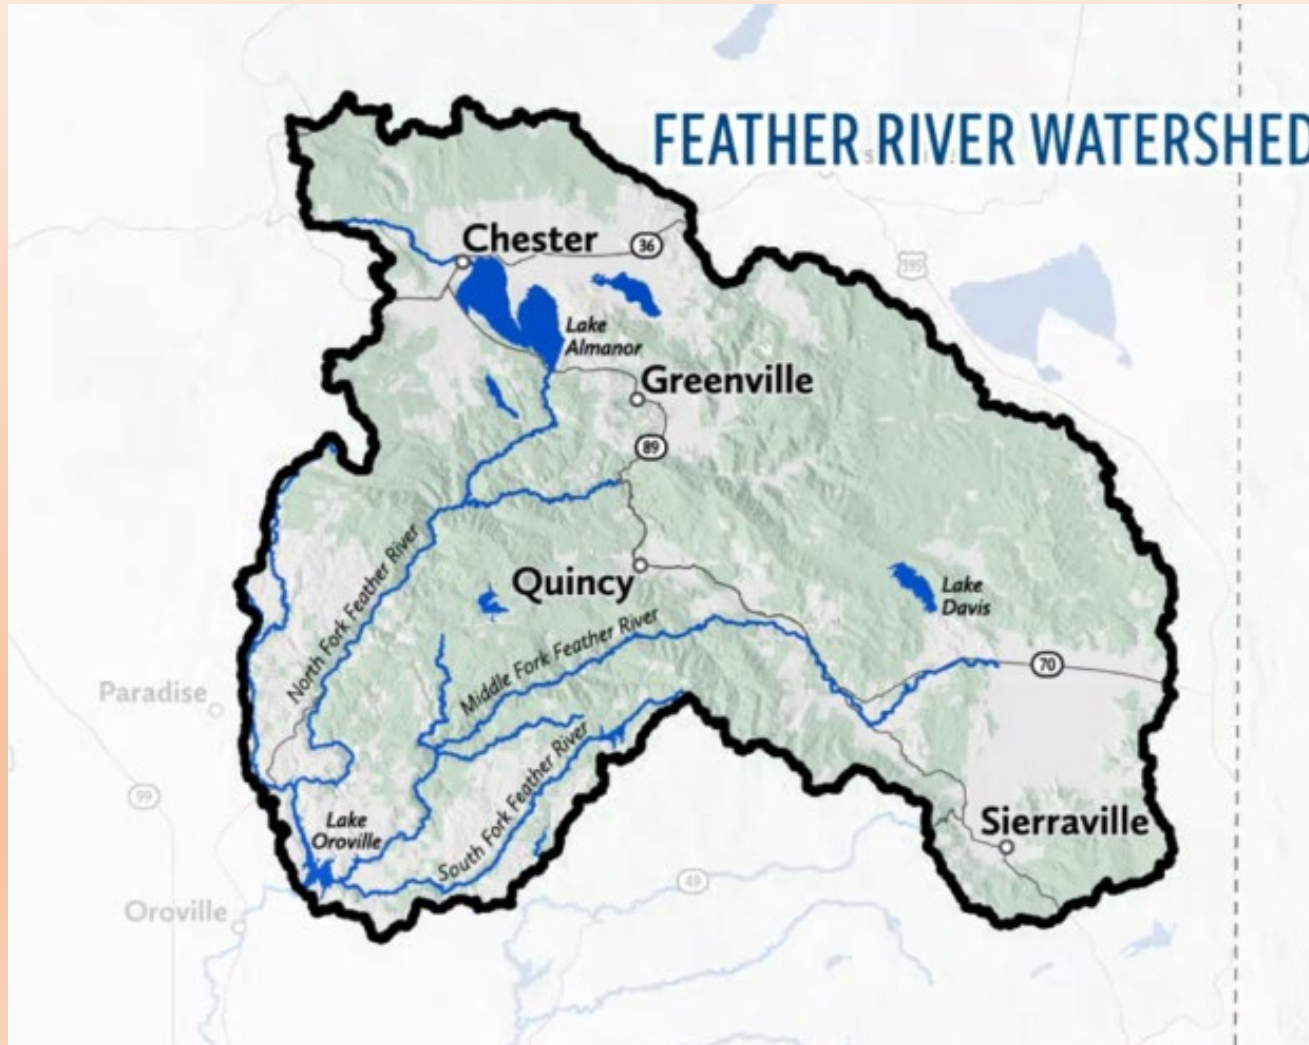 FEATHER RIVER WATERSHED
Chester
36
395
Lake
Almanor
Greenville
89
North Fork Feather River
Quincy
Lake
Davis
Middle Fork Feather River
70
Paradise
99
South Fork Feather River
Lake
Oroville
Sierraville
49
Oroville